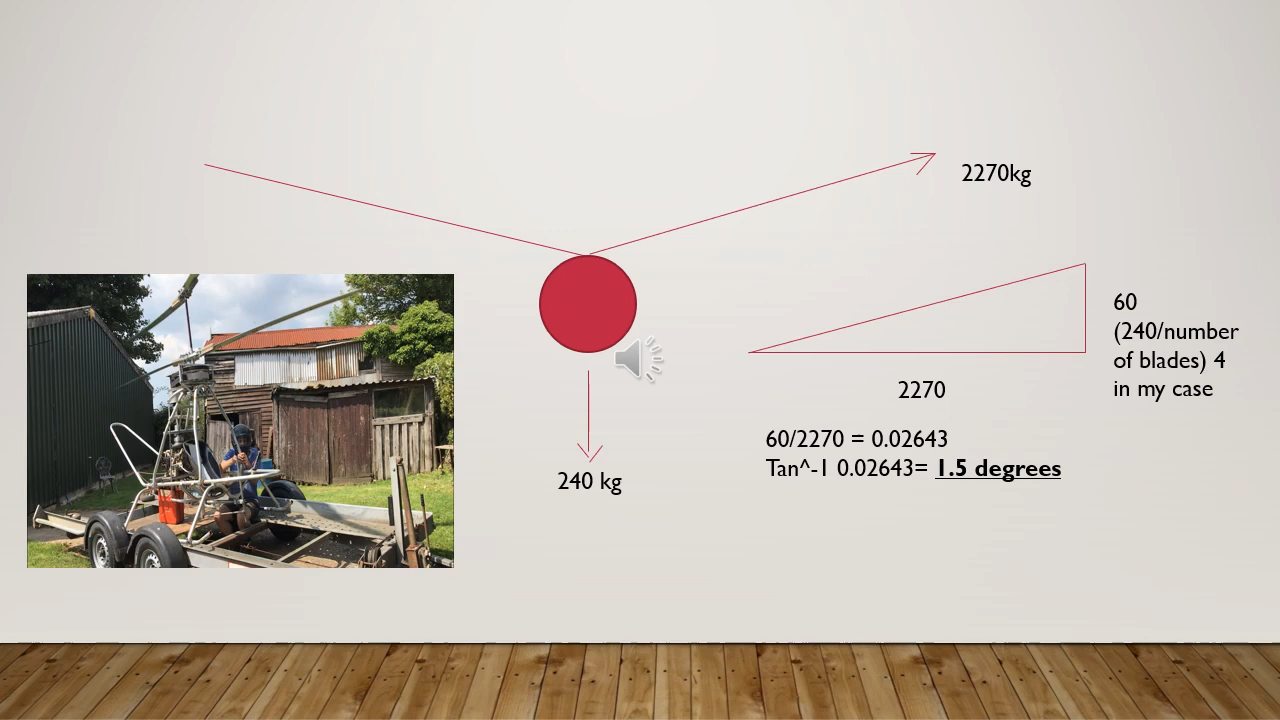 2270kg
60
(240/number
of blades) 4
in my case
2270
60/2270 = 0.02643
Tan^-1 0.02643= 1.5 degrees
240 kg